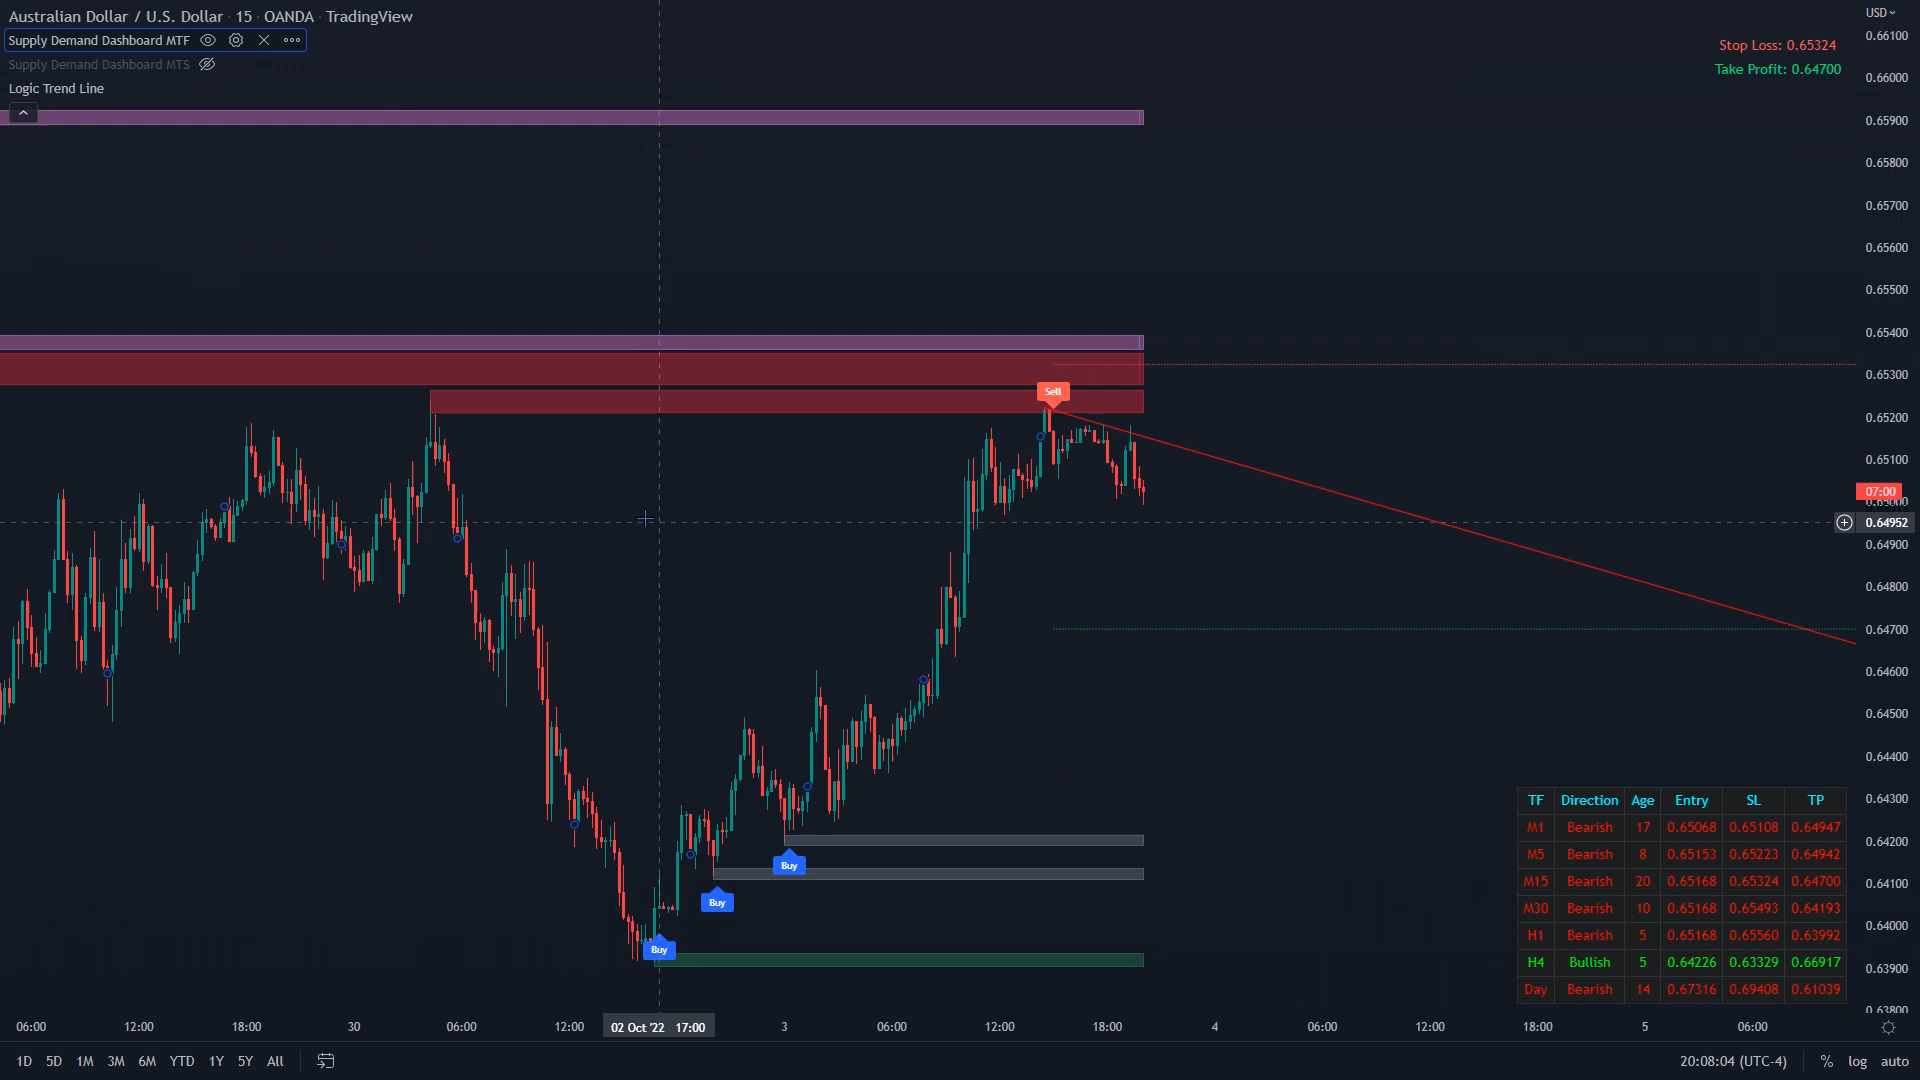 Australian Dollar / U.S. Dollar · 15 · OANDA · TradingView
USD
Supply Demand Dashboard MTF
Supply Demand Dashboard MTS
Logic Trend Line
Stop Loss: 0.65324
Take Profit: 0.64700
0.66100
0.66000
0.65900
0.65800
0.65700
0.65600
0.65500
0.65400
0.65300
0.65200
0.65100
07:00
0.65000
0.64952
0.64900
0.64800
0.64700
0.64600
0.64500
0.64400
0.64300
0.64200
0.64100
0.64000
0.63900
0.63800
Sell
Buy
Buy
Buy
TF Direction Age Entry SL TP
M1 Bearish 17 0.65068 0.65108 0.64947
M5 Bearish 8 0.65153 0.65223 0.64942
M15 Bearish 20 0.65168 0.65324 0.64700
M30 Bearish 10 0.65168 0.65493 0.64193
H1 Bearish 5 0.65168 0.65560 0.63992
H4 Bullish 5 0.64226 0.63329 0.66917
Day Bearish 14 0.67316 0.69408 0.61039
06:00 12:00 18:00 30 06:00 12:00 02 Oct '22 17:00 3 06:00 12:00 18:00 4 06:00 12:00 18:00 5 06:00
1D 5D 1M 3M 6M YTD 1Y 5Y All
20:08:04 (UTC-4) % log auto